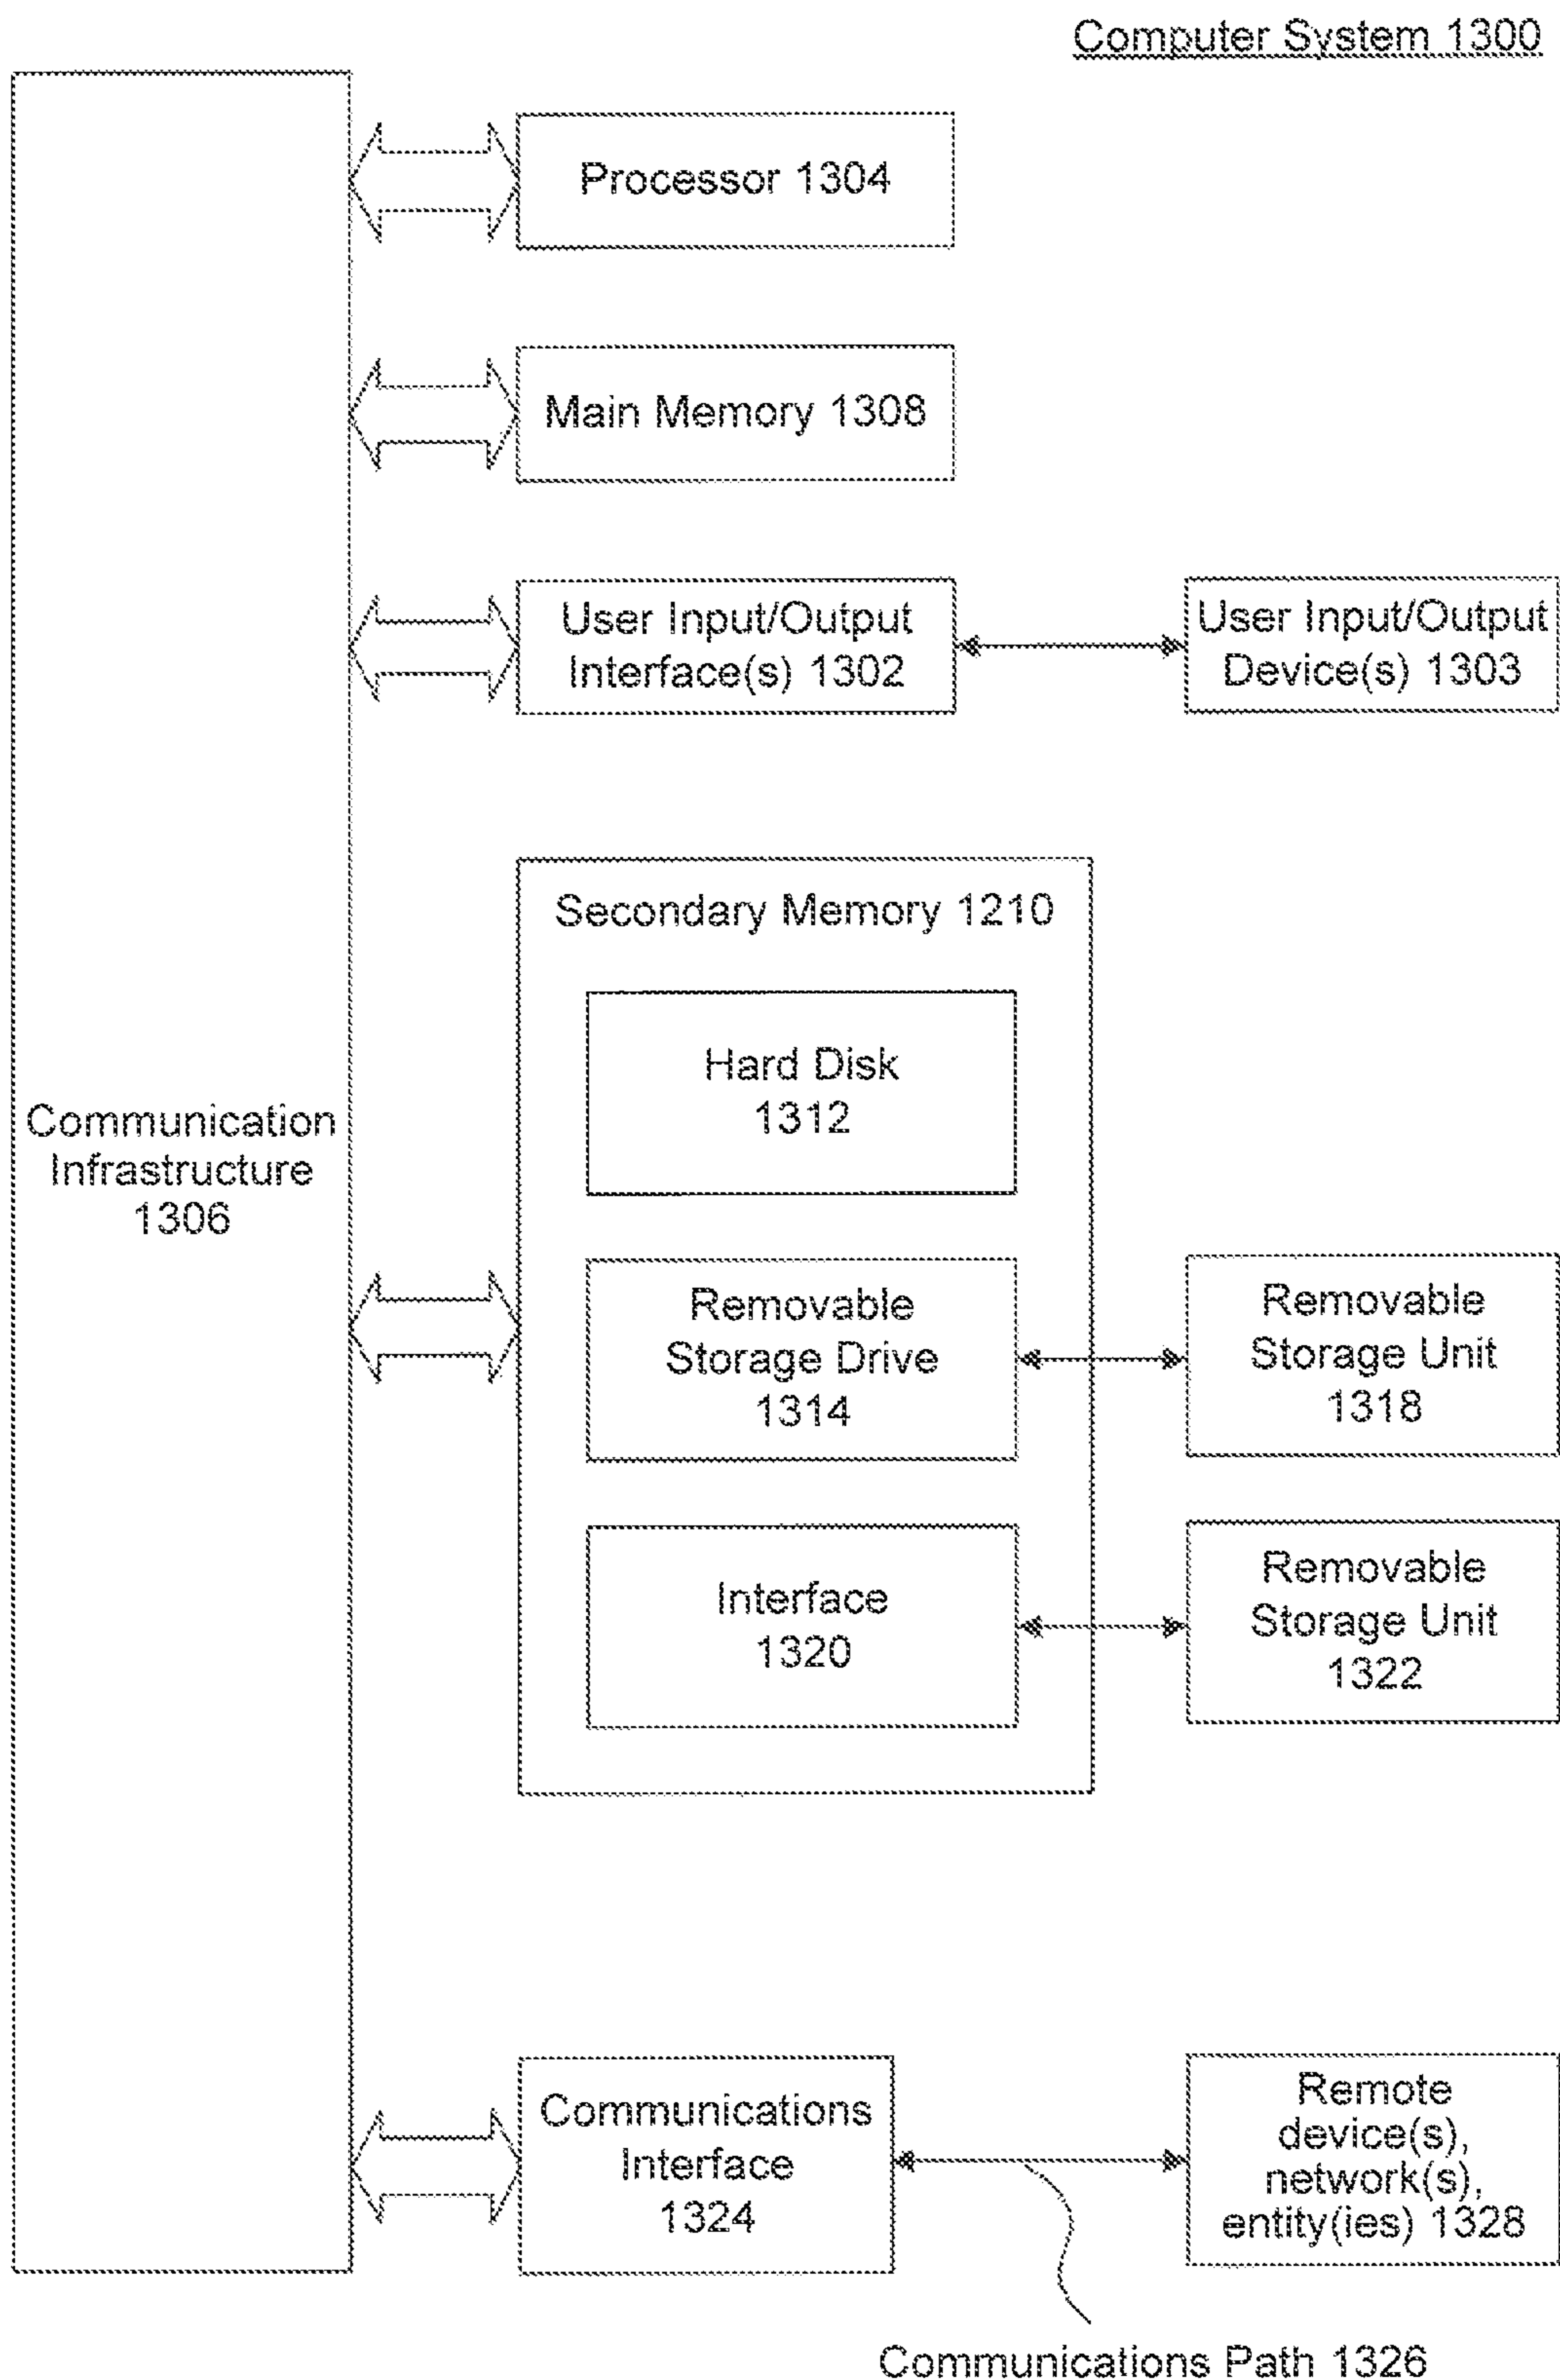 Computer System 1300
Processor 1304
Main Memory 1308
User Input/Output
Interface(s) 1302
User Input/Output
Device(s) 1303
Secondary Memory 1210
Hard Disk
1312
Communication
Infrastructure
1306
Removable
Storage Drive
1314
Removable
Storage Unit
1318
Interface
1320
Removable
Storage Unit
1322
Communications
Interface
1324
Remote
device(s),
network(s),
entity(ies) 1328
Communications Path 1326